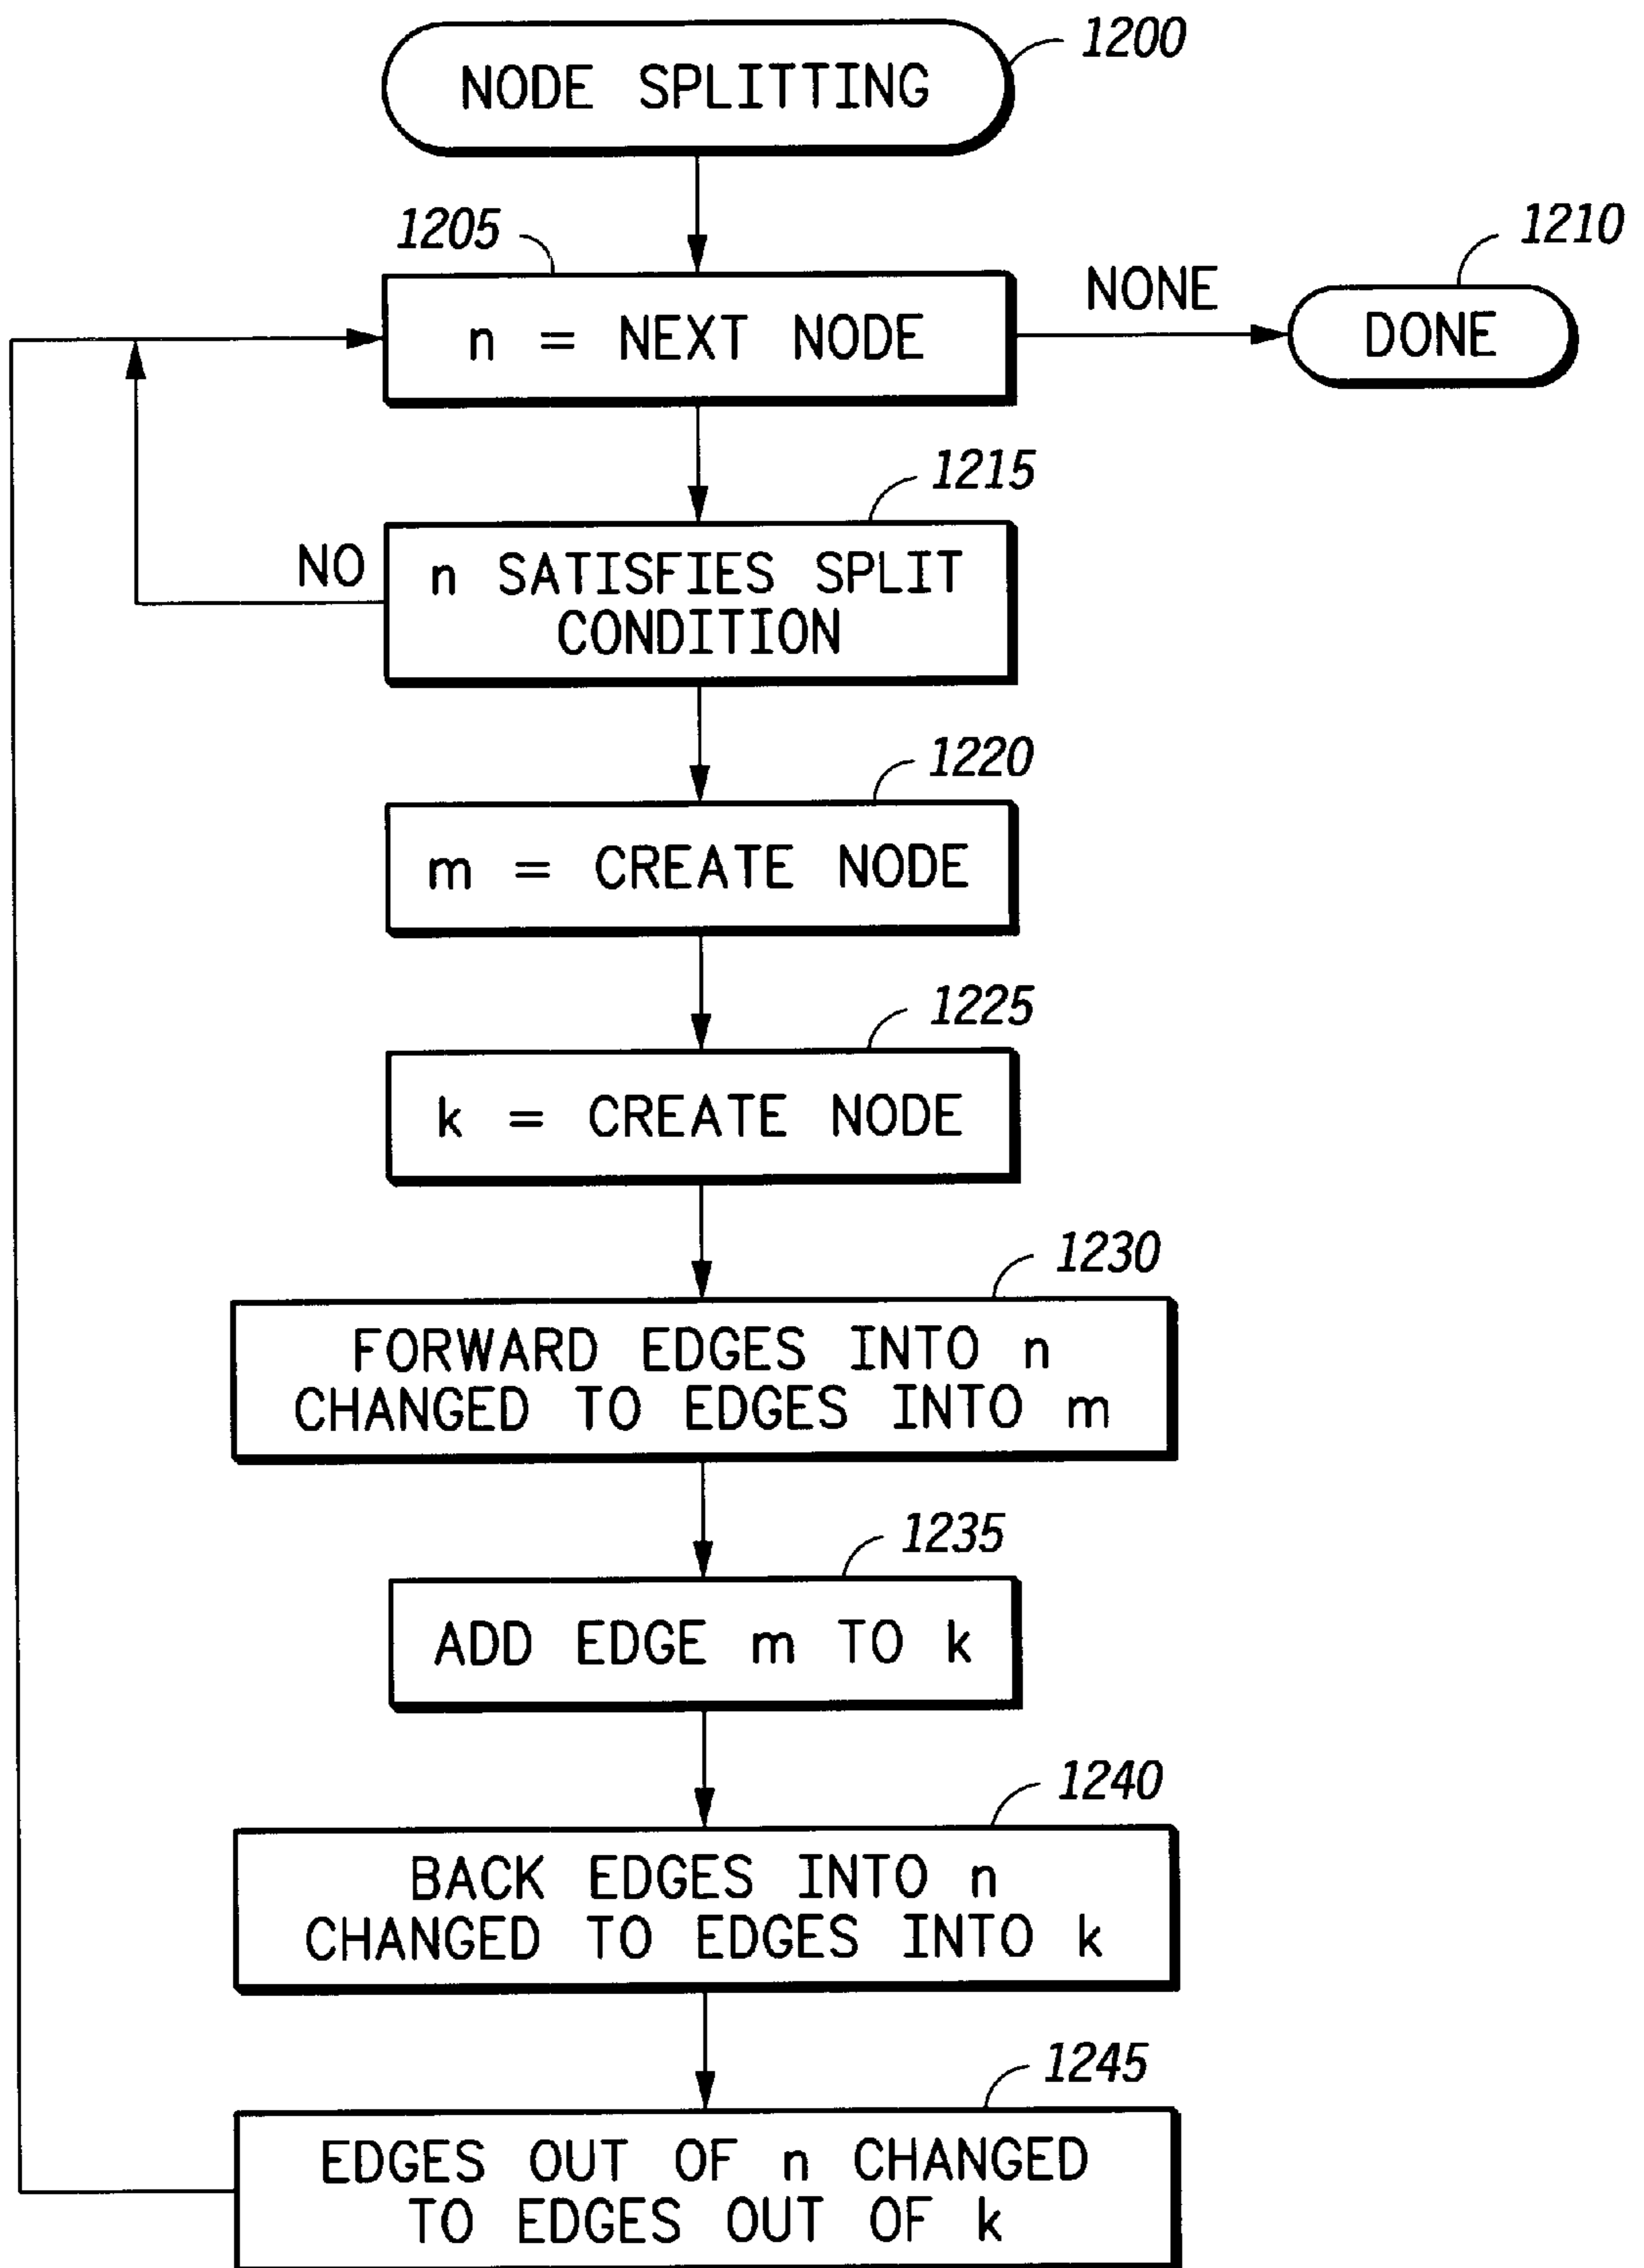 NODE SPLITTING
1200
1205
n = NEXT NODE
NONE
1210
DONE
1215
NO
n SATISFIES SPLIT
CONDITION
1220
m = CREATE NODE
1225
k = CREATE NODE
1230
FORWARD EDGES INTO n
CHANGED TO EDGES INTO m
1235
ADD EDGE m TO k
1240
BACK EDGES INTO n
CHANGED TO EDGES INTO k
1245
EDGES OUT OF n CHANGED
TO EDGES OUT OF k